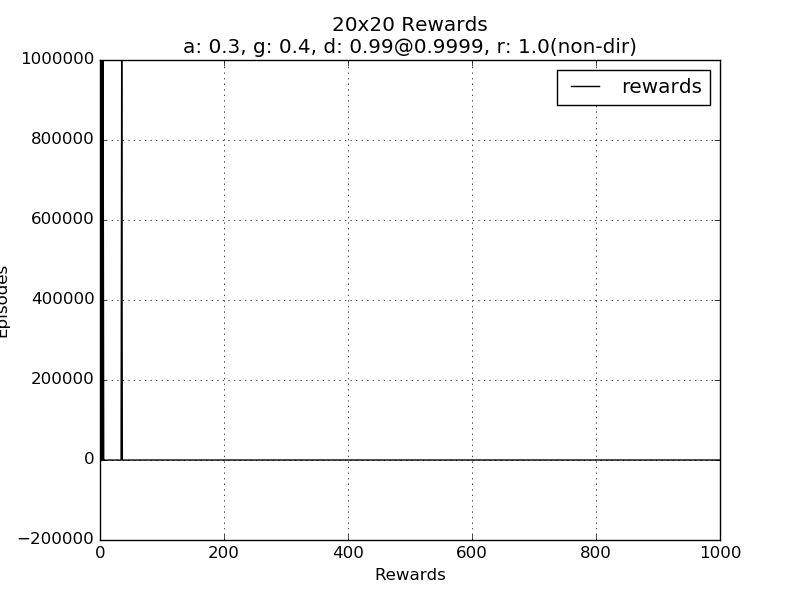 20x20 Rewards
a: 0.3, g: 0.4, d: 0.99@0.9999, r: 1.0(non-dir)
1000000
rewards
800000
600000
400000
Episodes
200000
0
−200000
0 200 400 600 800 1000
Rewards